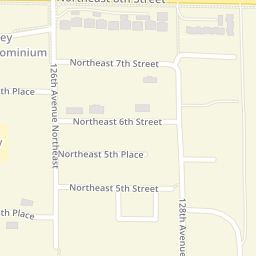 Northeast 8th Street
ley
ominium
Northeast 7th Street
126th Avenue Northeast
th Place
Northeast 6th Street
y
Northeast 5th Place
Northeast 5th Street
128th Avenue
th Place